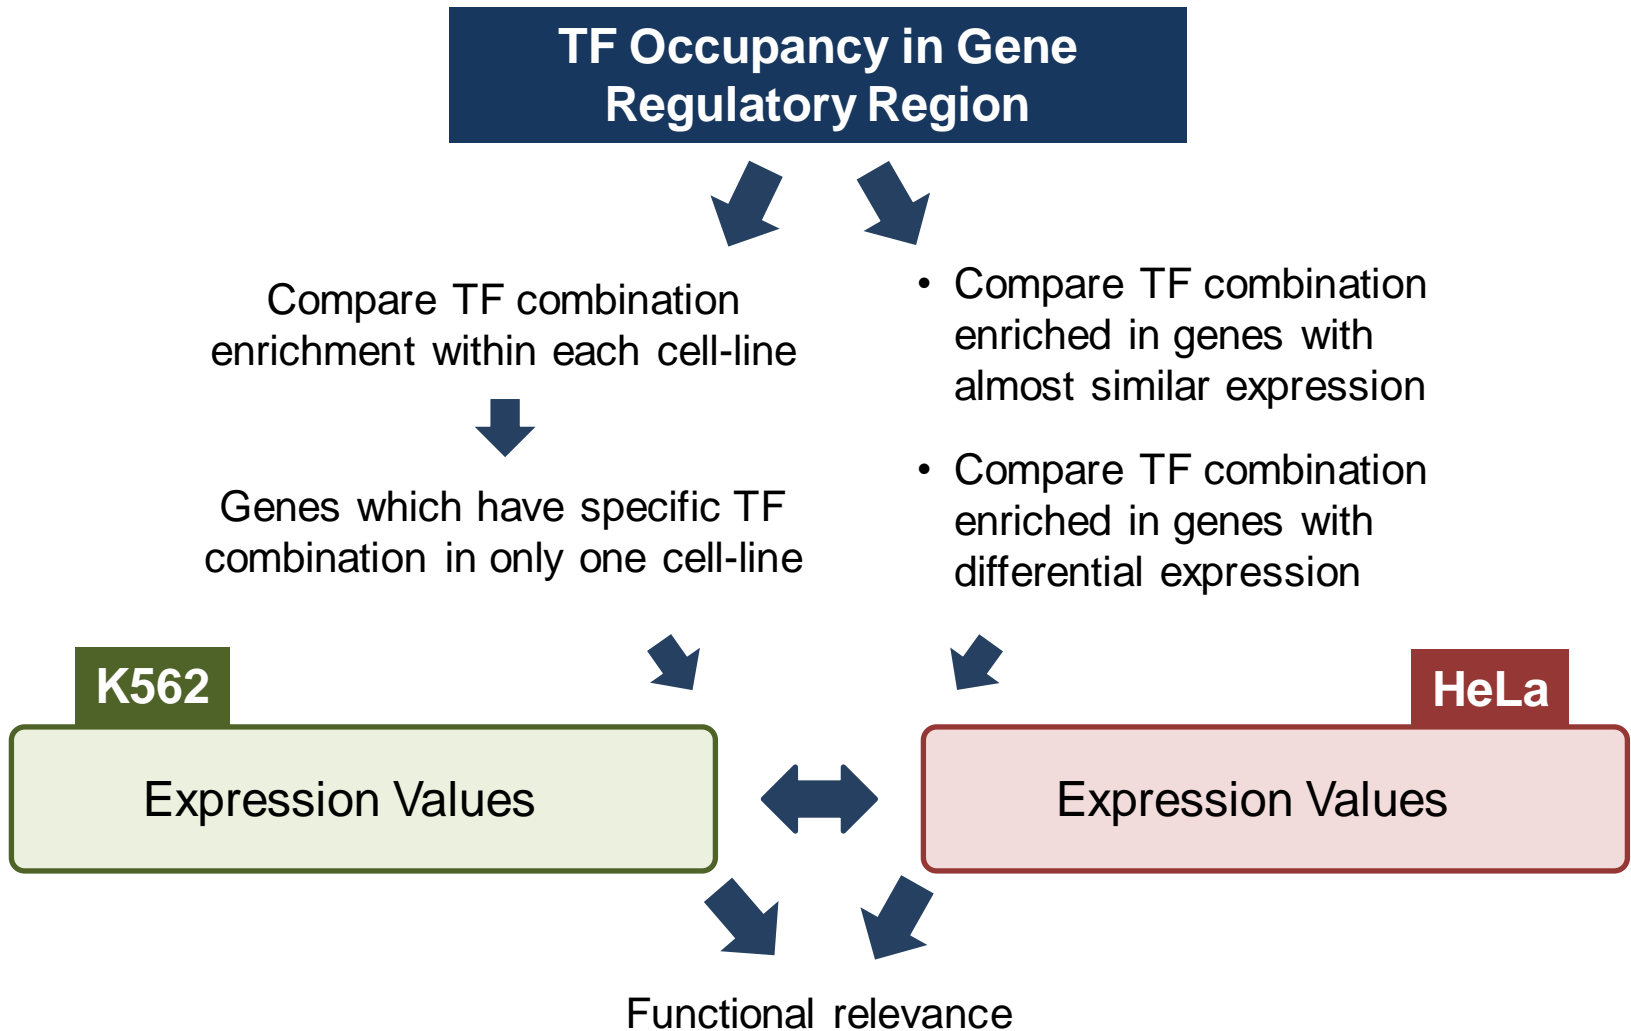 TF Occupancy in Gene
Regulatory Region
Compare TF combination
enrichment within each cell-line
Genes which have specific TF
combination in only one cell-line
• Compare TF combination
enriched in genes with
almost similar expression
• Compare TF combination
enriched in genes with
differential expression
K562
Expression Values
HeLa
Expression Values
Functional relevance